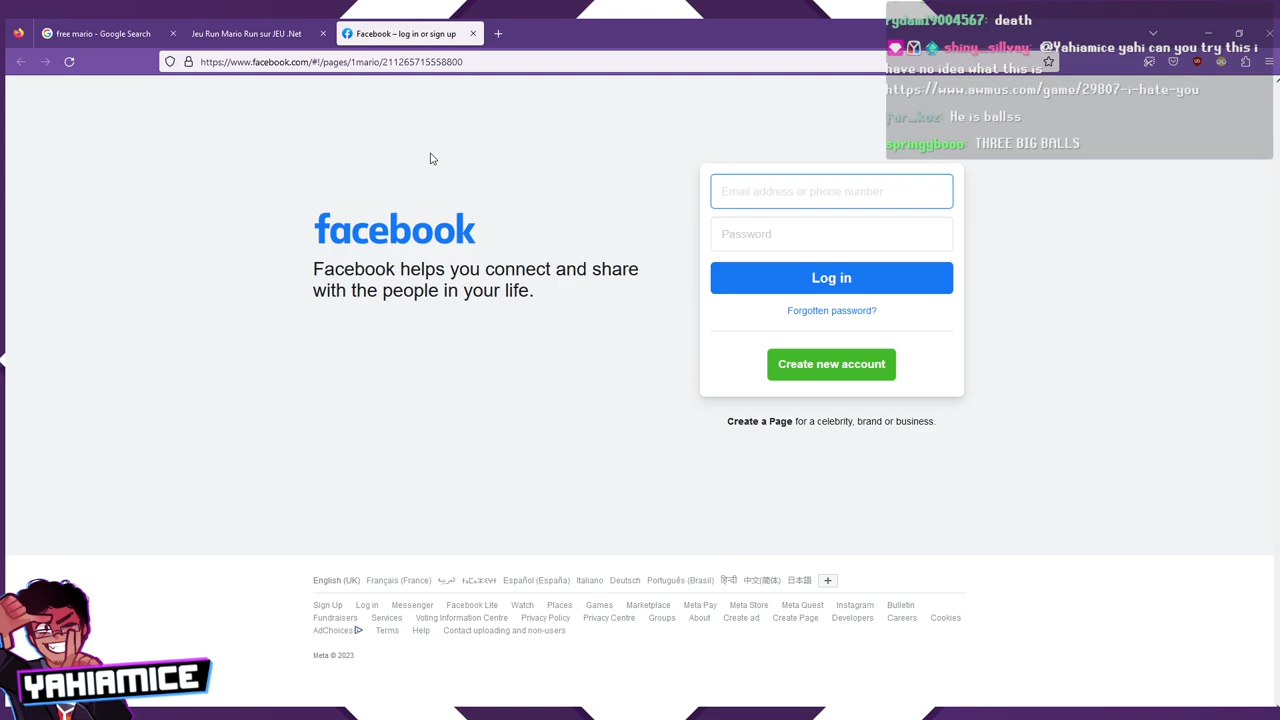 free mario - Google Search
Jeu Run Mario Run sur JEU .Net
Facebook – log in or sign up
https://www.facebook.com/#!/pages/1mario/211265715558800
rydam19004567: death
shiny_sillvay: @Yahiamice yahi can you try this i
have no idea what this is
https://www.awmus.com/game/29807-i-hate-you
He is ballss
springybooo: THREE BIG BALLS
facebook
Facebook helps you connect and share
with the people in your life.
Email address or phone number
Password
Log in
Forgotten password?
Create new account
Create a Page for a celebrity, brand or business.
English (UK) Français (France) العربية ⵜⴰⵎⴰⵣⵉⵖⵜ Español (España) Italiano Deutsch Português (Brasil) हिन्दी 中文(简体) 日本語 +
Sign Up Log in Messenger Facebook Lite Watch Places Games Marketplace Meta Pay Meta Store Meta Quest Instagram Bulletin
Fundraisers Services Voting Information Centre Privacy Policy Privacy Centre Groups About Create ad Create Page Developers Careers Cookies
AdChoices Terms Help Contact uploading and non-users
Meta © 2023
YAHIAMICE